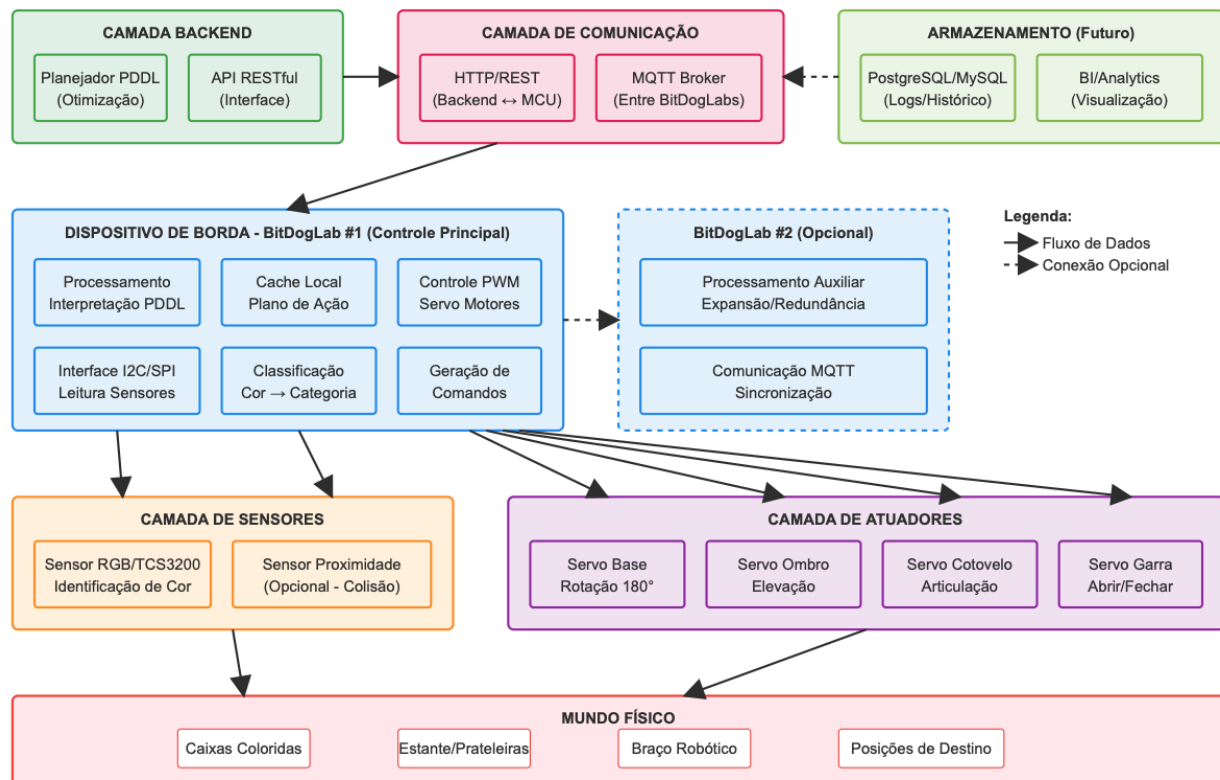 CAMADA BACKEND
Planejador PDDL
(Otimização)
API RESTful
(Interface)
CAMADA DE COMUNICAÇÃO
HTTP/REST
(Backend ↔ MCU)
MQTT Broker
(Entre BitDogLabs)
ARMAZENAMENTO (Futuro)
PostgreSQL/MySQL
(Logs/Histórico)
BI/Analytics
(Visualização)
DISPOSITIVO DE BORDA - BitDogLab #1 (Controle Principal)
Processamento
Interpretação PDDL
Cache Local
Plano de Ação
Controle PWM
Servo Motores
Interface I2C/SPI
Leitura Sensores
Classificação
Cor → Categoria
Geração de
Comandos
BitDogLab #2 (Opcional)
Processamento Auxiliar
Expansão/Redundância
Comunicação MQTT
Sincronização
Legenda:
Fluxo de Dados
Conexão Opcional
CAMADA DE SENSORES
Sensor RGB/TCS3200
Identificação de Cor
Sensor Proximidade
(Opcional - Colisão)
CAMADA DE ATUADORES
Servo Base
Rotação 180°
Servo Ombro
Elevação
Servo Cotovelo
Articulação
Servo Garra
Abrir/Fechar
MUNDO FÍSICO
Caixas Coloridas
Estante/Prateleiras
Braço Robótico
Posições de Destino